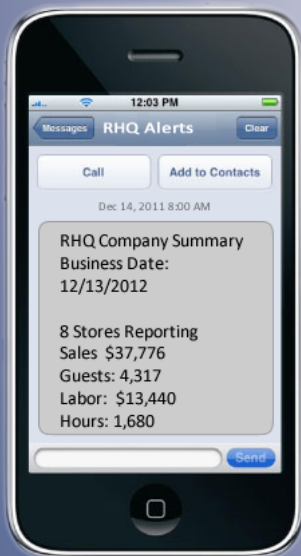 12:03 PM
Messages RHQ Alerts Clear
Call Add to Contacts
Dec 14, 2011 8:00 AM
RHQ Company Summary
Business Date:
12/13/2012
8 Stores Reporting
Sales $37,776
Guests: 4,317
Labor: $13,440
Hours: 1,680
Send